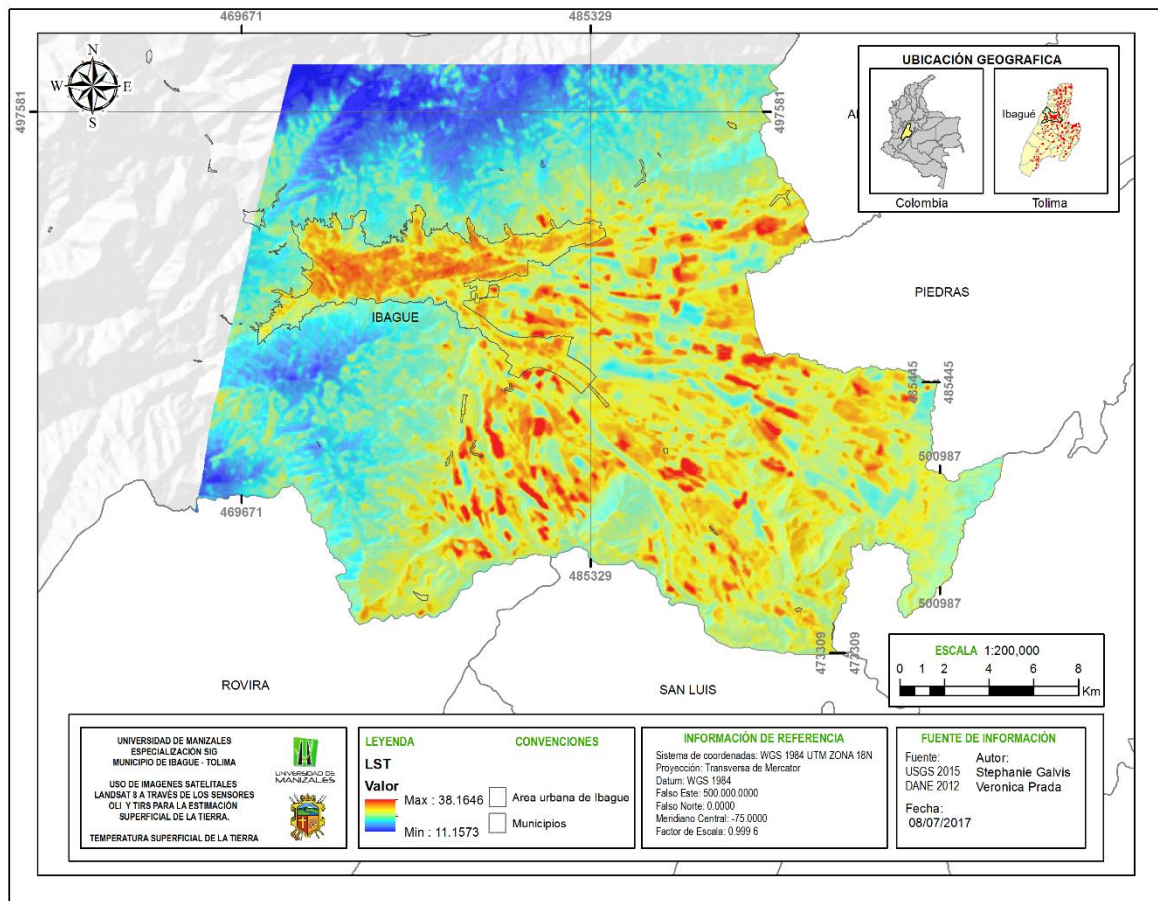 469671
485329
N
W E
S
497581
497581
UBICACIÓN GEOGRAFICA
Ibagué
Colombia
Tolima
PIEDRAS
IBAGUE
485445
485445
469671
500987
485329
500987
473309
473309
ROVIRA
SAN LUIS
ESCALA 1:200,000
0 1 2 4 6 8
Km
UNIVERSIDAD DE MANIZALES
ESPECIALIZACIÓN SIG
MUNICIPIO DE IBAGUE - TOLIMA
USO DE IMAGENES SATELITALES
LANDSAT 8 A TRAVÉS DE LOS SENSORES
OLI Y TIRS PARA LA ESTIMACIÓN
SUPERFICIAL DE LA TIERRA.
TEMPERATURA SUPERFICIAL DE LA TIERRA
UNIVERSIDAD DE
MANIZALES
LEYENDA
LST
Valor
Max : 38.1646
Min : 11.1573
CONVENCIONES
Area urbana de Ibague
Municipios
INFORMACIÓN DE REFERENCIA
Sistema de coordenadas: WGS 1984 UTM ZONA 18N
Proyección: Transversa de Mercator
Datum: WGS 1984
Falso Este: 500.000.0000
Falso Norte: 0.0000
Meridiano Central: -75.0000
Factor de Escala: 0.999 6
FUENTE DE INFORMACIÓN
Fuente:
USGS 2015
DANE 2012
Autor:
Stephanie Galvis
Veronica Prada
Fecha:
08/07/2017